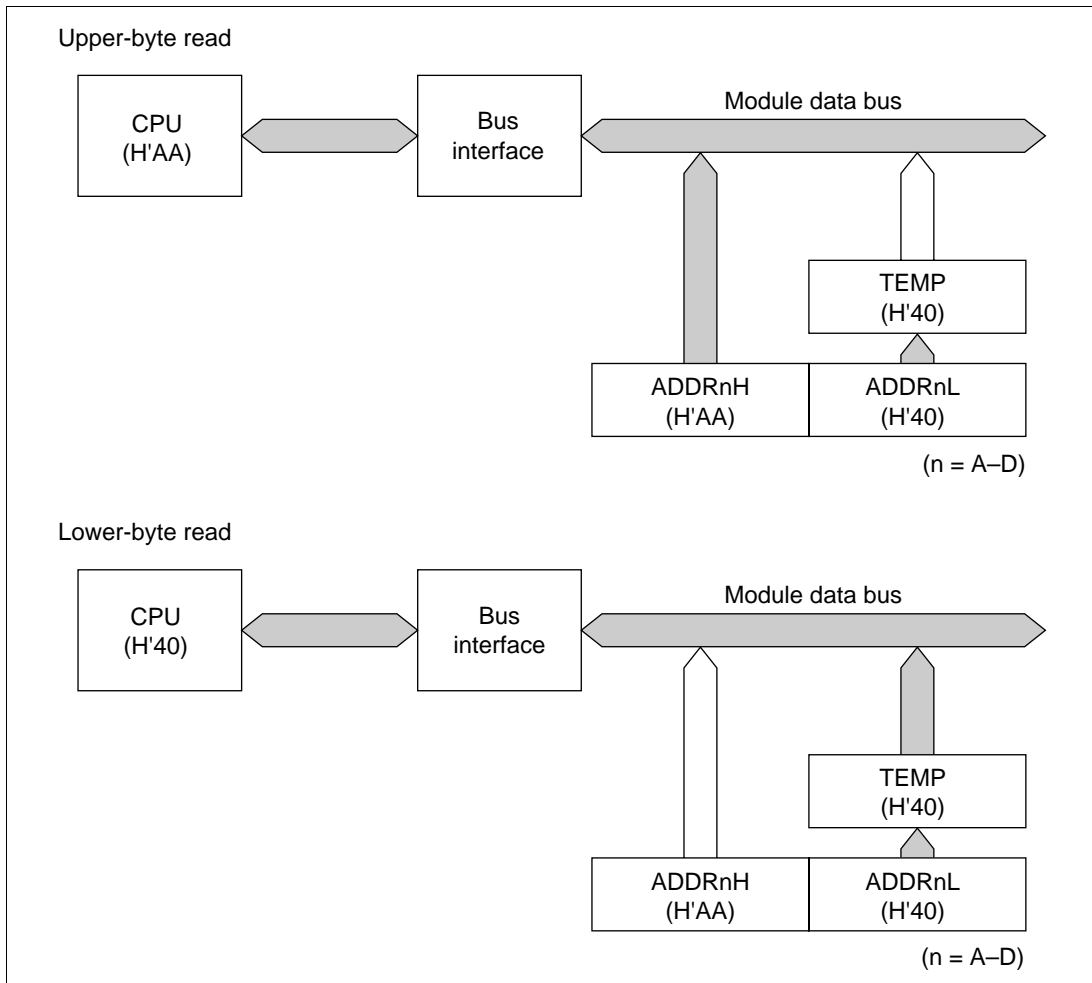 Upper-byte read
Module data bus
CPU
(H'AA)
Bus
interface
TEMP
(H'40)
ADDRnH
(H'AA)
ADDRnL
(H'40)
(n = A–D)
Lower-byte read
Module data bus
CPU
(H'40)
Bus
interface
TEMP
(H'40)
ADDRnH
(H'AA)
ADDRnL
(H'40)
(n = A–D)